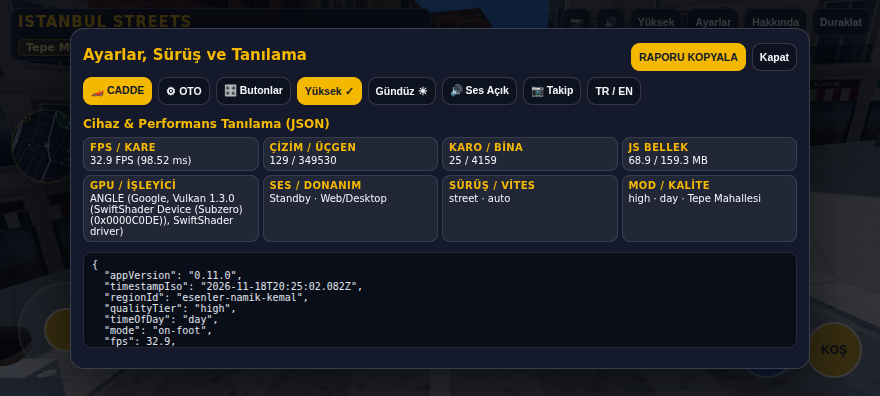 ISTANBUL STREETS
Yüksek Ayarlar Hakkında Duraklat
Tepe M
Ayarlar, Sürüş ve Tanılama
RAPORU KOPYALA Kapat
🏎️ CADDE ⚙ OTO 🎛️ Butonlar Yüksek ✓ Gündüz ☀ 🔊 Ses Açık 📷 Takip TR / EN
Cihaz & Performans Tanılama (JSON)
FPS / KARE
32.9 FPS (98.52 ms)
ÇİZİM / ÜÇGEN
129 / 349530
KARO / BİNA
25 / 4159
JS BELLEK
68.9 / 159.3 MB
GPU / İŞLEYİCİ
ANGLE (Google, Vulkan 1.3.0
(SwiftShader Device (Subzero)
(0x0000C0DE)), SwiftShader
driver)
SES / DONANIM
Standby · Web/Desktop
SÜRÜŞ / VİTES
street · auto
MOD / KALİTE
high · day · Tepe Mahallesi
{
"appVersion": "0.11.0",
"timestampIso": "2026-11-18T20:25:02.082Z",
"regionId": "esenler-namik-kemal",
"qualityTier": "high",
"timeOfDay": "day",
"mode": "on-foot",
"fps": 32.9,
KOŞ